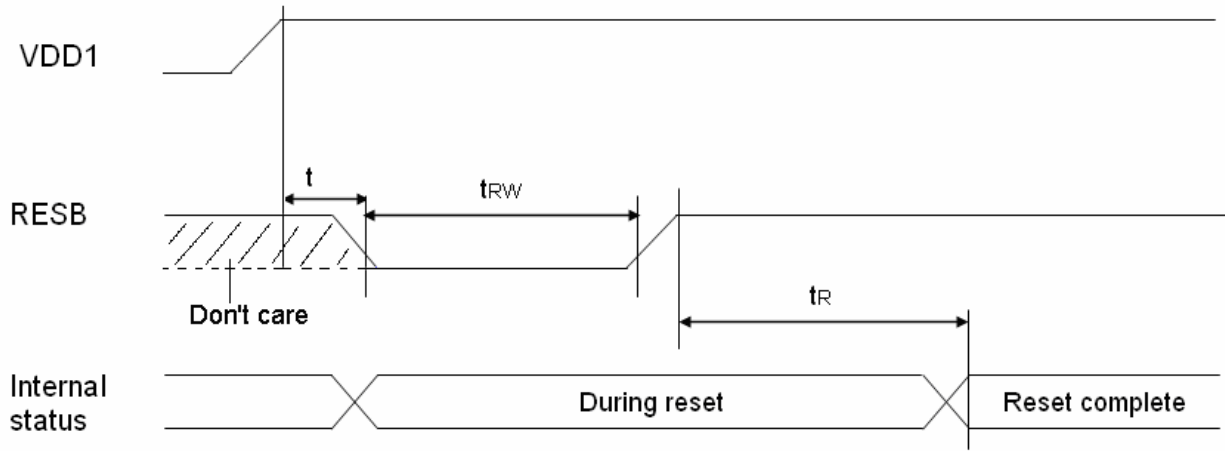 VDD1
t
tRW
RESB
Don't care
tR
Internal
status
During reset
Reset complete